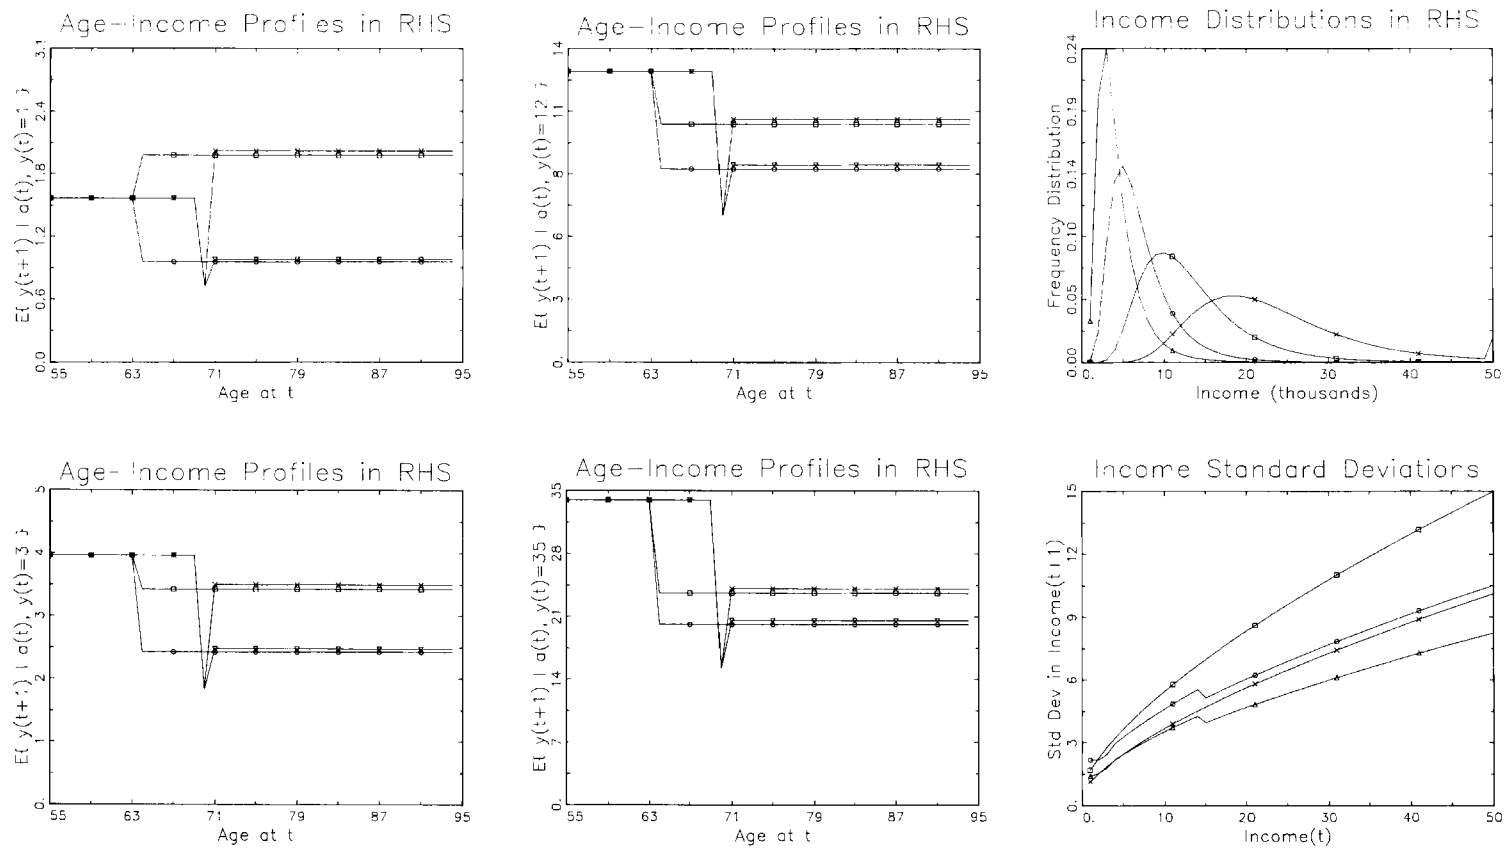 Age-Income Profiles in RHS
E{ y(t+1) | a(t), y(t)=1 }
3.1
2.4
1.8
1.2
0.6
0.0
55 63 71 79 87 95
Age at t
Age-Income Profiles in RHS
E{ y(t+1) | a(t), y(t)=12 }
14
11
8
6
3
0.
55 63 71 79 87 95
Age at t
Income Distributions in RHS
Frequency Distribution
0.24
0.19
0.14
0.10
0.05
0.00
0. 10 20 30 40 50
Income (thousands)
Age-Income Profiles in RHS
E{ y(t+1) | a(t), y(t)=3 }
5
4
3
2
1
0.
55 63 71 79 87 95
Age at t
Age-Income Profiles in RHS
E{ y(t+1) | a(t), y(t)=35 }
35
28
21
14
7
0.
55 63 71 79 87 95
Age at t
Income Standard Deviations
Std Dev in Income(t+1)
15
12
9
6
3
0.
0. 10 20 30 40 50
Income(t)